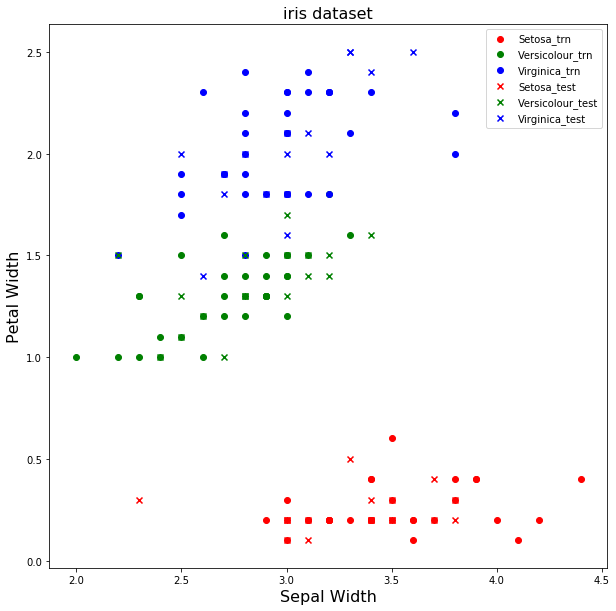 iris dataset
Setosa_trn
Versicolour_trn
Virginica_trn
Setosa_test
Versicolour_test
Virginica_test
2.5
2.0
1.5
1.0
0.5
0.0
Petal Width
2.0 2.5 3.0 3.5 4.0 4.5
Sepal Width